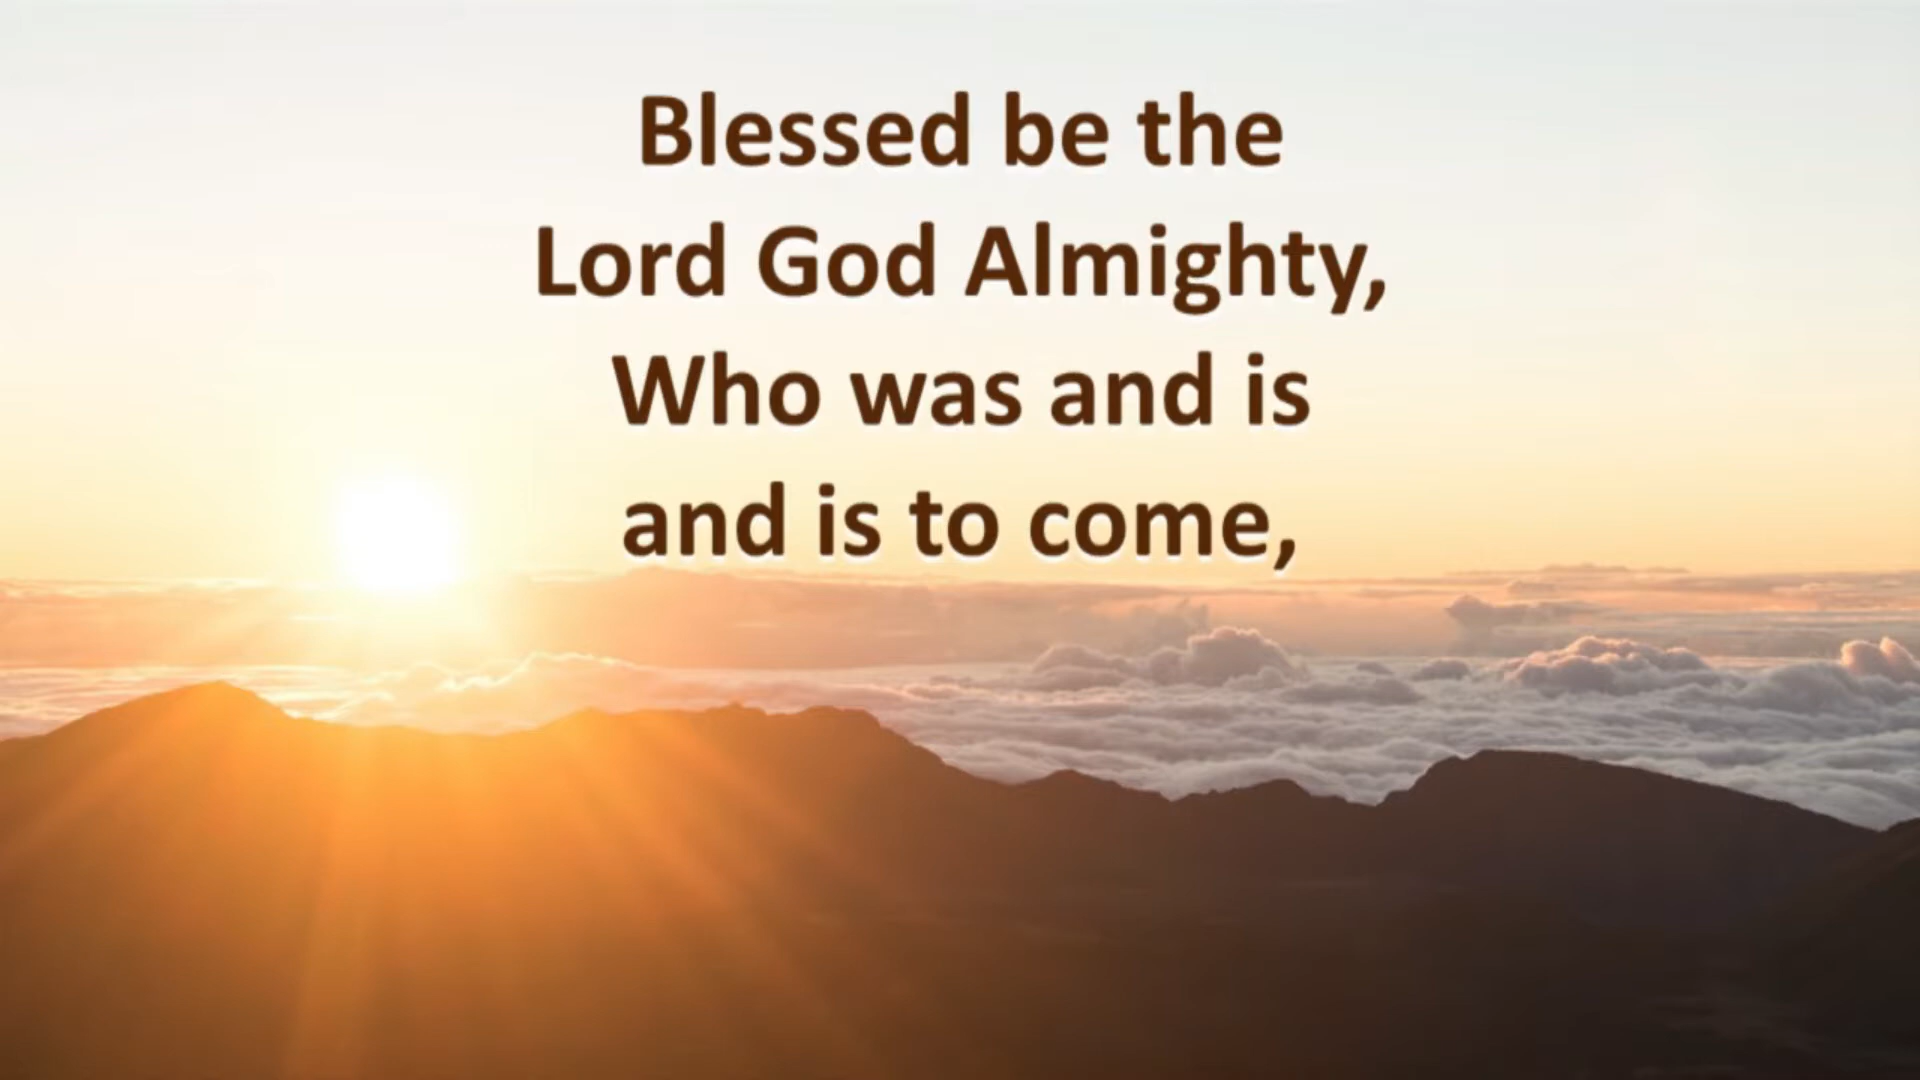 Blessed be the
Lord God Almighty,
Who was and is
and is to come,